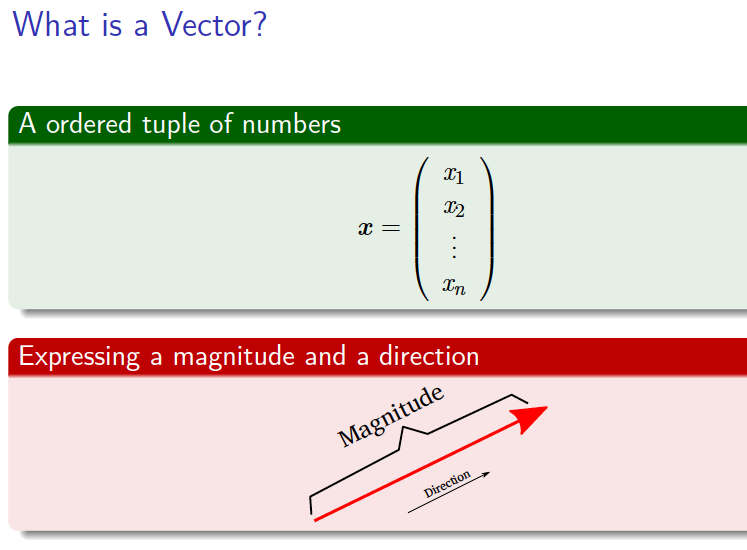 What is a Vector?
A ordered tuple of numbers
x = ( x1
x2
⋮
xn )
Expressing a magnitude and a direction
Magnitude
Direction